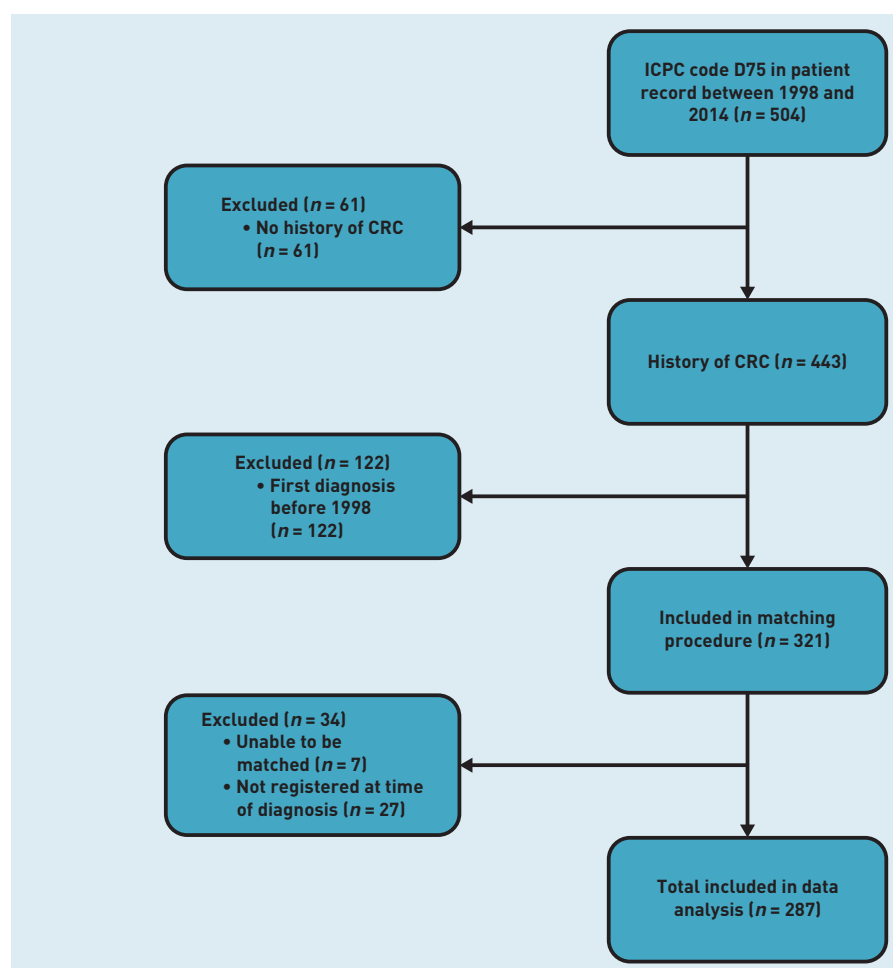 ICPC code D75 in patient
record between 1998 and
2014 (n = 504)
Excluded (n = 61)
• No history of CRC
(n = 61)
History of CRC (n = 443)
Excluded (n = 122)
• First diagnosis
before 1998
(n = 122)
Included in matching
procedure (n = 321)
Excluded (n = 34)
• Unable to be
matched (n = 7)
• Not registered at time
of diagnosis (n = 27)
Total included in data
analysis (n = 287)